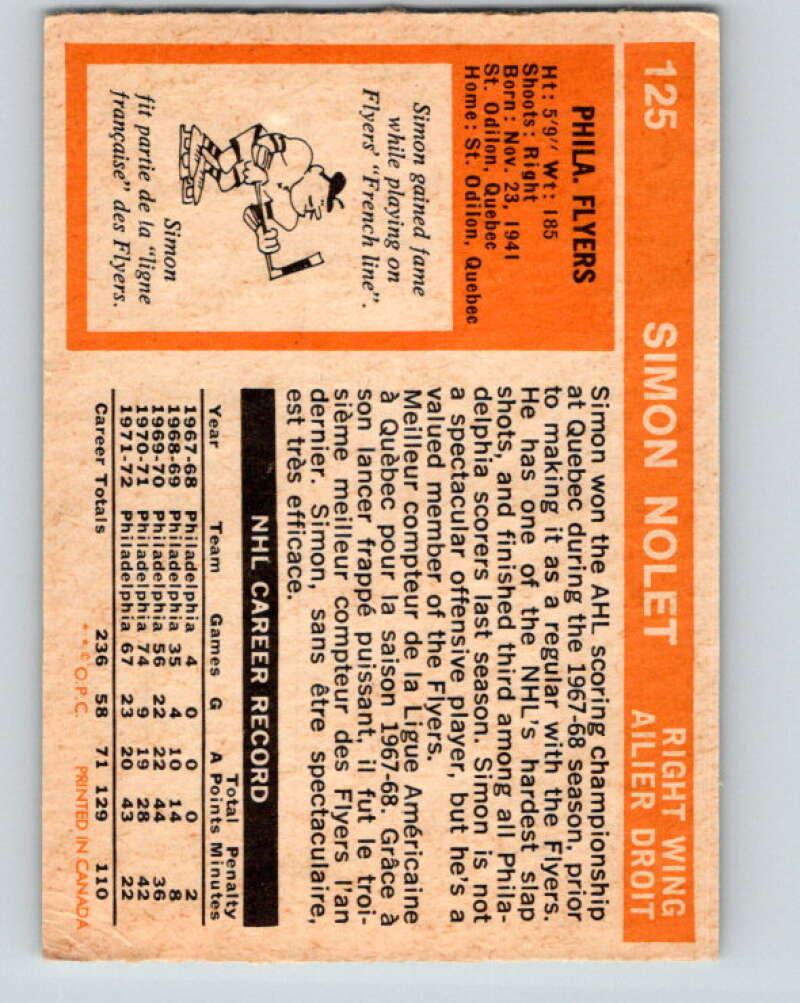 125 SIMON NOLET RIGHT WING
AILIER DROIT
PHILA. FLYERS
Ht: 5'9" Wt: 185
Shoots: Right
Born: Nov. 23, 1941
St. Odilon, Quebec
Home: St. Odilon, Quebec
Simon gained fame
while playing on
Flyers' "French line".
Simon
fit partie de la "ligne
française" des Flyers.
Simon won the AHL scoring championship
at Quebec during the 1967-68 season, prior
to making it as a regular with the Flyers.
He has one of the NHL's hardest slap
shots, and finished third among all Phila-
delphia scorers last season. Simon is not
a spectacular offensive player, but he's a
valued member of the Flyers.
Meilleur compteur de la Ligue Américaine
à Québec pour la saison 1967-68. Grâce à
son lancer frappé puissant, il fut le troi-
sième meilleur compteur des Flyers l'an
dernier. Simon, sans être spectaculaire,
est très efficace.
NHL CAREER RECORD
Total Penalty
Year Team Games G A Points Minutes
1967-68 Philadelphia 4 0 0 0 2
1968-69 Philadelphia 35 4 10 14 8
1969-70 Philadelphia 56 22 22 44 36
1970-71 Philadelphia 74 9 19 28 42
1971-72 Philadelphia 67 23 20 43 22
Career Totals 236 58 71 129 110
* * © O.P.C. PRINTED IN CANADA